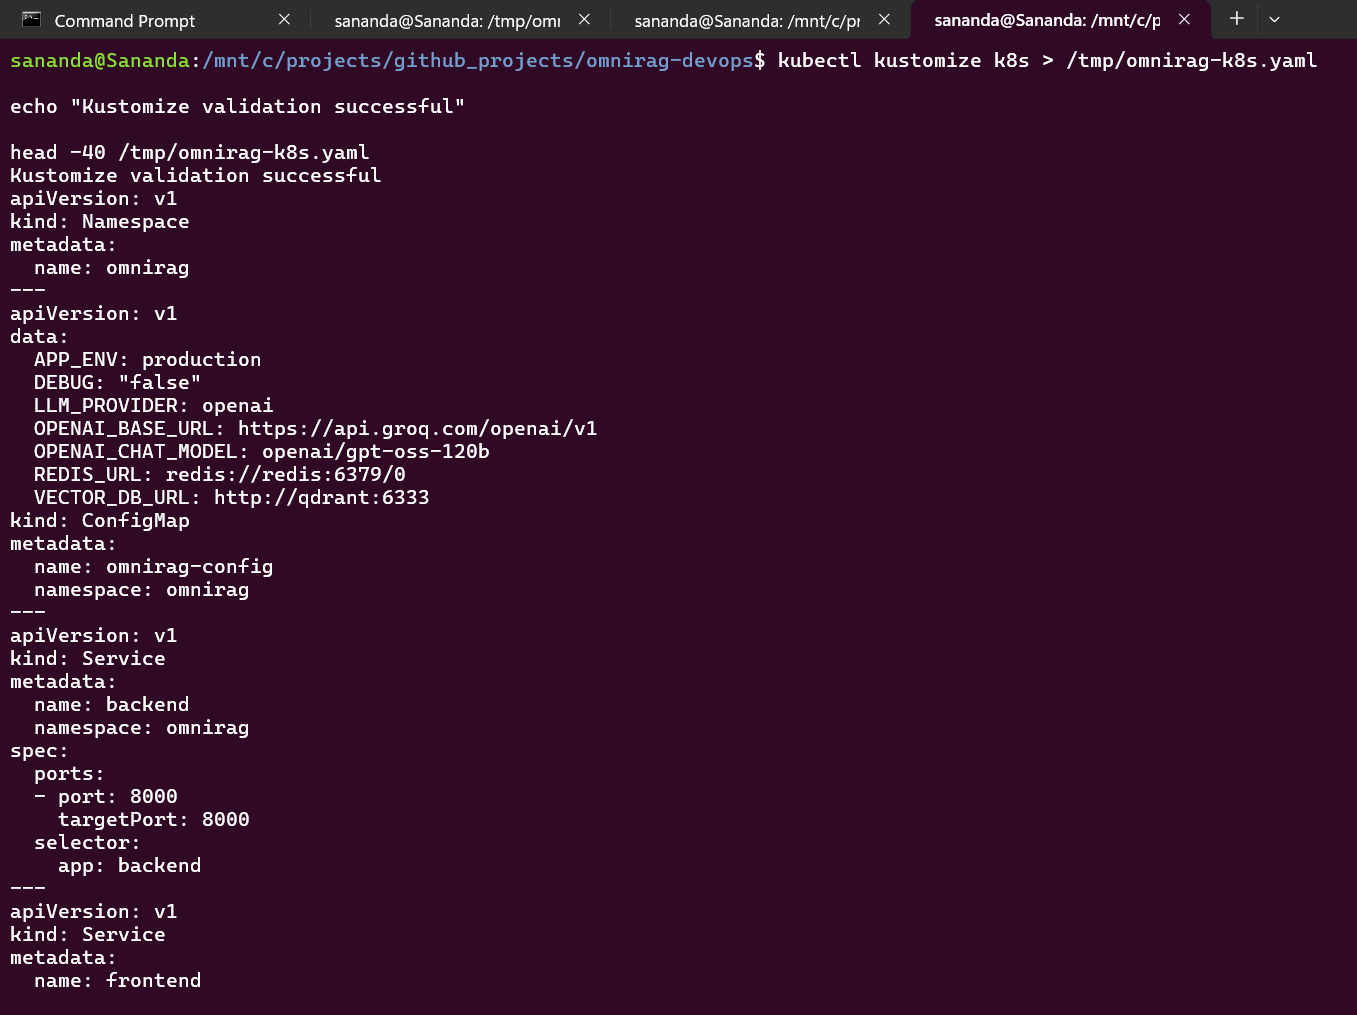 Command Prompt
sananda@Sananda: /tmp/omr
sananda@Sananda: /mnt/c/pr
sananda@Sananda: /mnt/c/p
sananda@Sananda:/mnt/c/projects/github_projects/omnirag-devops$ kubectl kustomize k8s > /tmp/omnirag-k8s.yaml
echo "Kustomize validation successful"
head -40 /tmp/omnirag-k8s.yaml
Kustomize validation successful
apiVersion: v1
kind: Namespace
metadata:
  name: omnirag
---
apiVersion: v1
data:
  APP_ENV: production
  DEBUG: "false"
  LLM_PROVIDER: openai
  OPENAI_BASE_URL: https://api.groq.com/openai/v1
  OPENAI_CHAT_MODEL: openai/gpt-oss-120b
  REDIS_URL: redis://redis:6379/0
  VECTOR_DB_URL: http://qdrant:6333
kind: ConfigMap
metadata:
  name: omnirag-config
  namespace: omnirag
---
apiVersion: v1
kind: Service
metadata:
  name: backend
  namespace: omnirag
spec:
  ports:
  - port: 8000
    targetPort: 8000
  selector:
    app: backend
---
apiVersion: v1
kind: Service
metadata:
  name: frontend